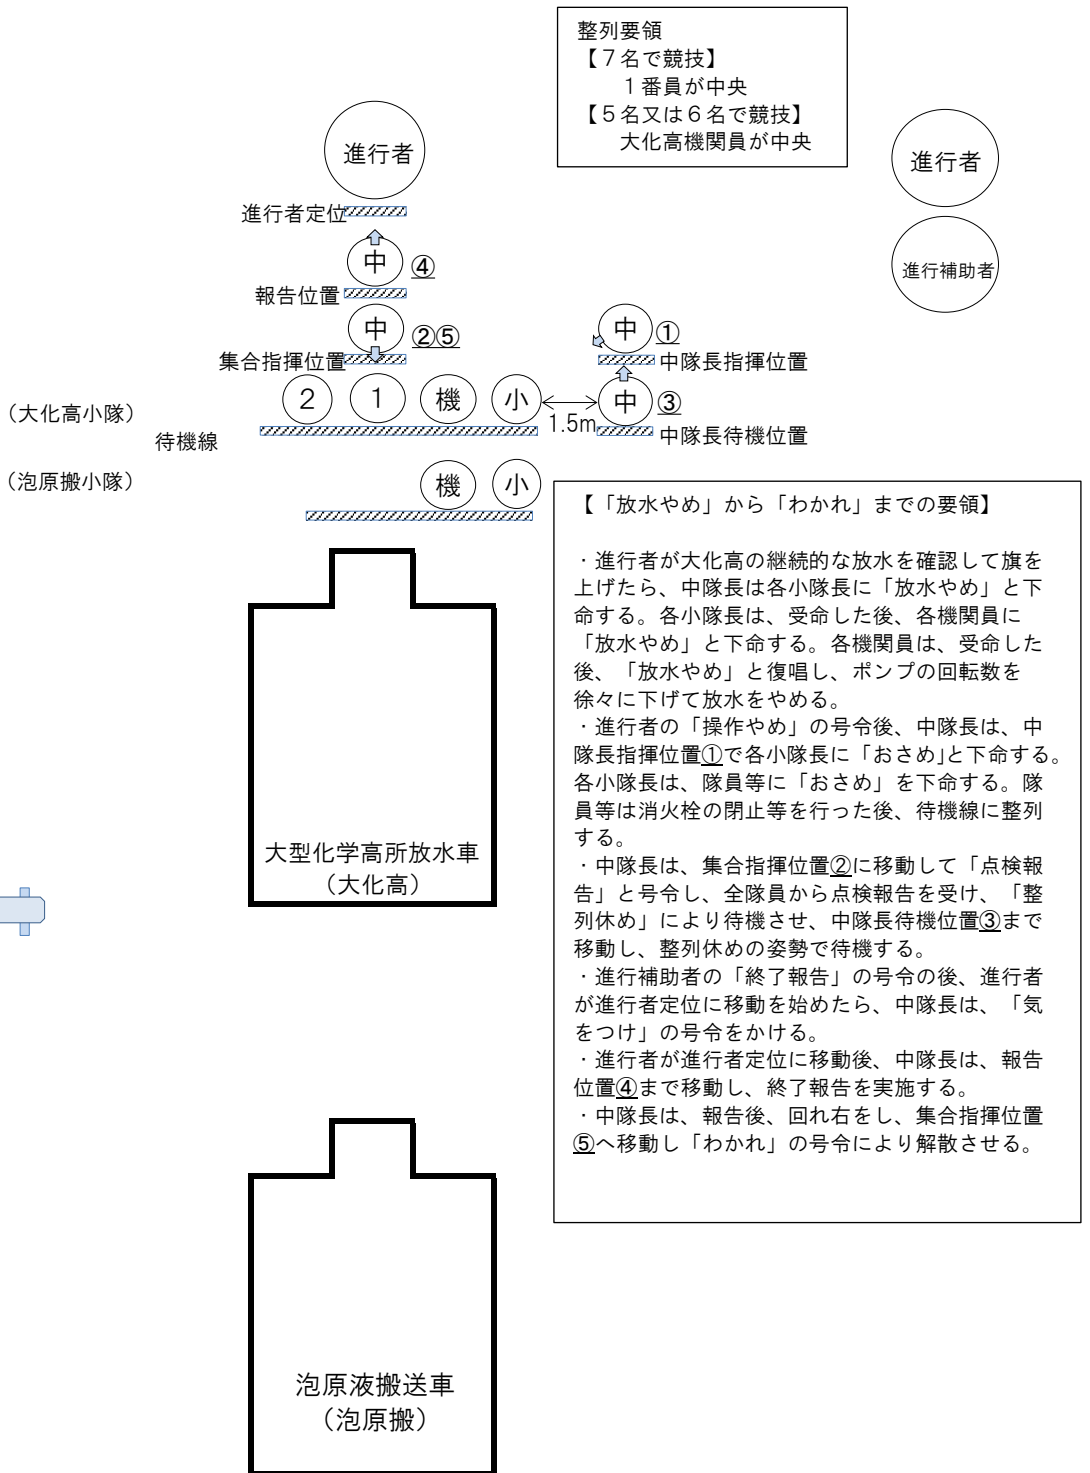 整列要領
【７名で競技】
１番員が中央
【５名又は６名で競技】
大化高機関員が中央
進行者
進行者
進行者定位
進行補助者
中 ④
報告位置
中 ②⑤
中 ①
集合指揮位置
中隊長指揮位置
２ １ 機 小
中 ③
（大化高小隊）
1.5m
待機線
中隊長待機位置
（泡原搬小隊）
機 小
【「放水やめ」から「わかれ」までの要領】
・進行者が大化高の継続的な放水を確認して旗を
上げたら、中隊長は各小隊長に「放水やめ」と下
命する。各小隊長は、受命した後、各機関員に
「放水やめ」と下命する。各機関員は、受命した
後、「放水やめ」と復唱し、ポンプの回転数を
徐々に下げて放水をやめる。
・進行者の「操作やめ」の号令後、中隊長は、中
隊長指揮位置①で各小隊長に「おさめ」と下命する。
各小隊長は、隊員等に「おさめ」を下命する。隊
員等は消火栓の閉止等を行った後、待機線に整列
する。
・中隊長は、集合指揮位置②に移動して「点検報
告」と号令し、全隊員から点検報告を受け、「整
列休め」により待機させ、中隊長待機位置③まで
移動し、整列休めの姿勢で待機する。
・進行補助者の「終了報告」の号令の後、進行者
が進行者定位に移動を始めたら、中隊長は、「気
をつけ」の号令をかける。
・進行者が進行者定位に移動後、中隊長は、報告
位置④まで移動し、終了報告を実施する。
・中隊長は、報告後、回れ右をし、集合指揮位置
⑤へ移動し「わかれ」の号令により解散させる。
大型化学高所放水車
（大化高）
泡原液搬送車
（泡原搬）